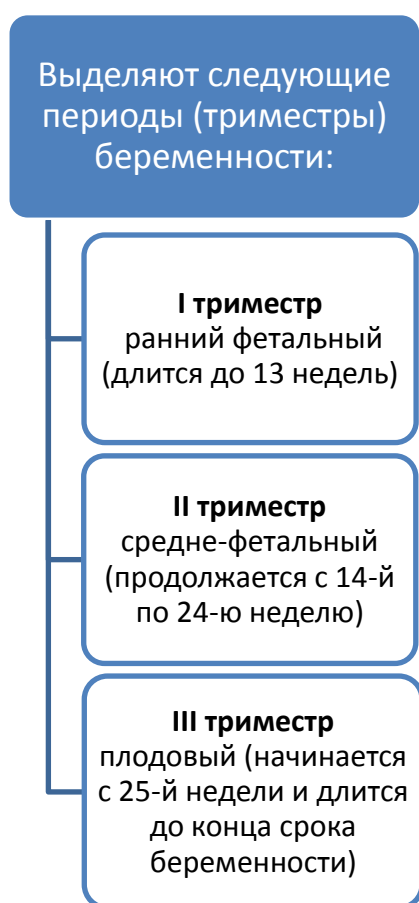 Выделяют следующие
периоды (триместры)
беременности:
I триместр
ранний фетальный
(длится до 13 недель)
II триместр
средне-фетальный
(продолжается с 14-й
по 24-ю неделю)
III триместр
плодовый (начинается
с 25-й недели и длится
до конца срока
беременности)